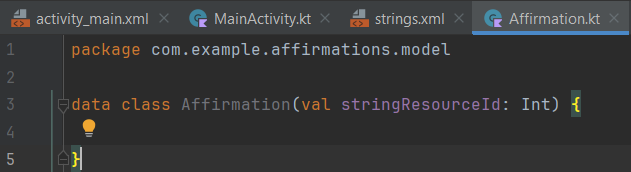 activity_main.xml MainActivity.kt strings.xml Affirmation.kt
1 package com.example.affirmations.model
2
3 data class Affirmation(val stringResourceId: Int) {
4
5 }